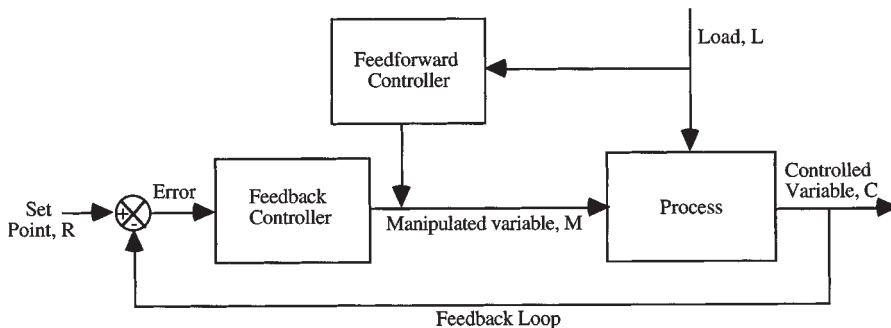 Load, L
Feedforward
Controller
Set
Point, R
+
-
Error
Feedback
Controller
Manipulated variable, M
Process
Controlled
Variable, C
Feedback Loop